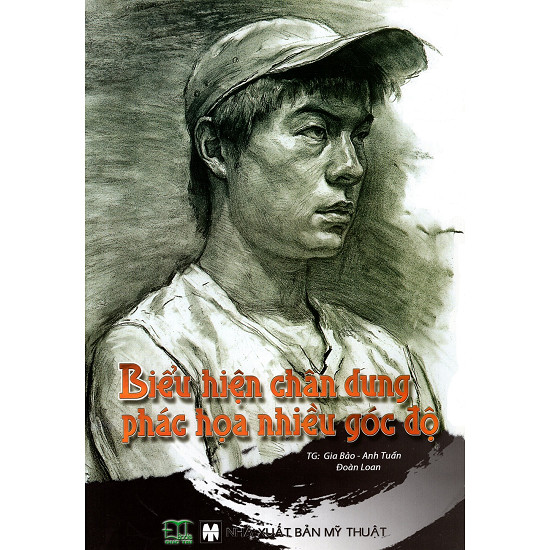 Biểu hiện chân dung
phác họa nhiều góc độ
TG: Gia Bảo - Anh Tuấn
Đoàn Loan
NHÀ XUẤT BẢN MỸ THUẬT